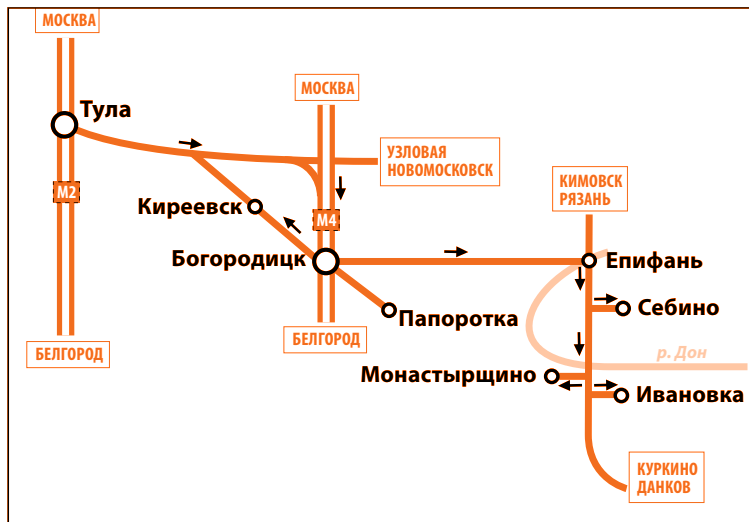 МОСКВА
Тула
МОСКВА
УЗЛОВАЯ
НОВОМОСКОВСК
КИМОВСК
РЯЗАНЬ
М2
Киреевск
М4
Богородицк
Епифань
Папоротка
Себино
БЕЛГОРОД
БЕЛГОРОД
р. Дон
Монастырщино
Ивановка
КУРКИНО
ДАНКОВ